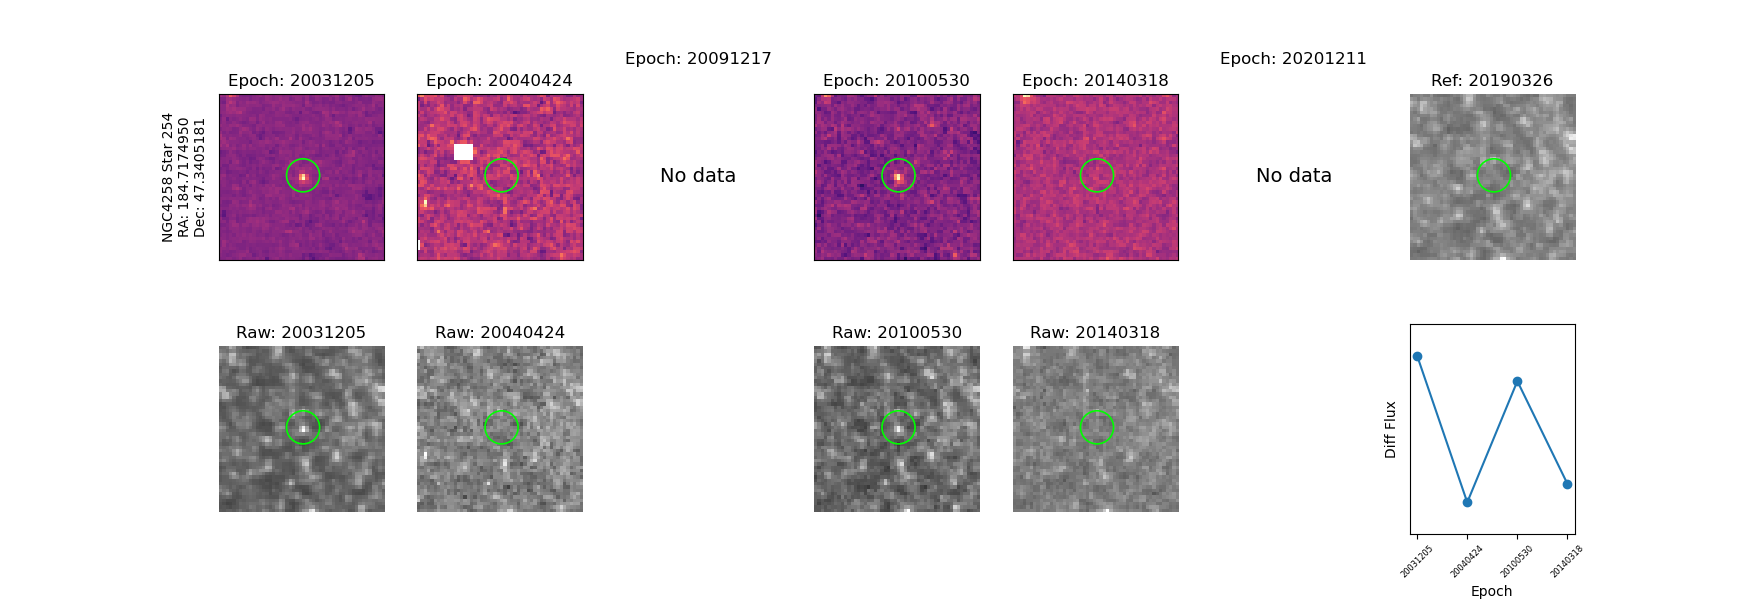 Epoch: 20091217
Epoch: 20201211
Epoch: 20031205
Epoch: 20040424
Epoch: 20100530
Epoch: 20140318
Ref: 20190326
NGC4258 Star 254
RA: 184.7174950
Dec: 47.3405181
No data
No data
Raw: 20031205
Raw: 20040424
Raw: 20100530
Raw: 20140318
Diff Flux
20031205
20040424
20100530
20140318
Epoch